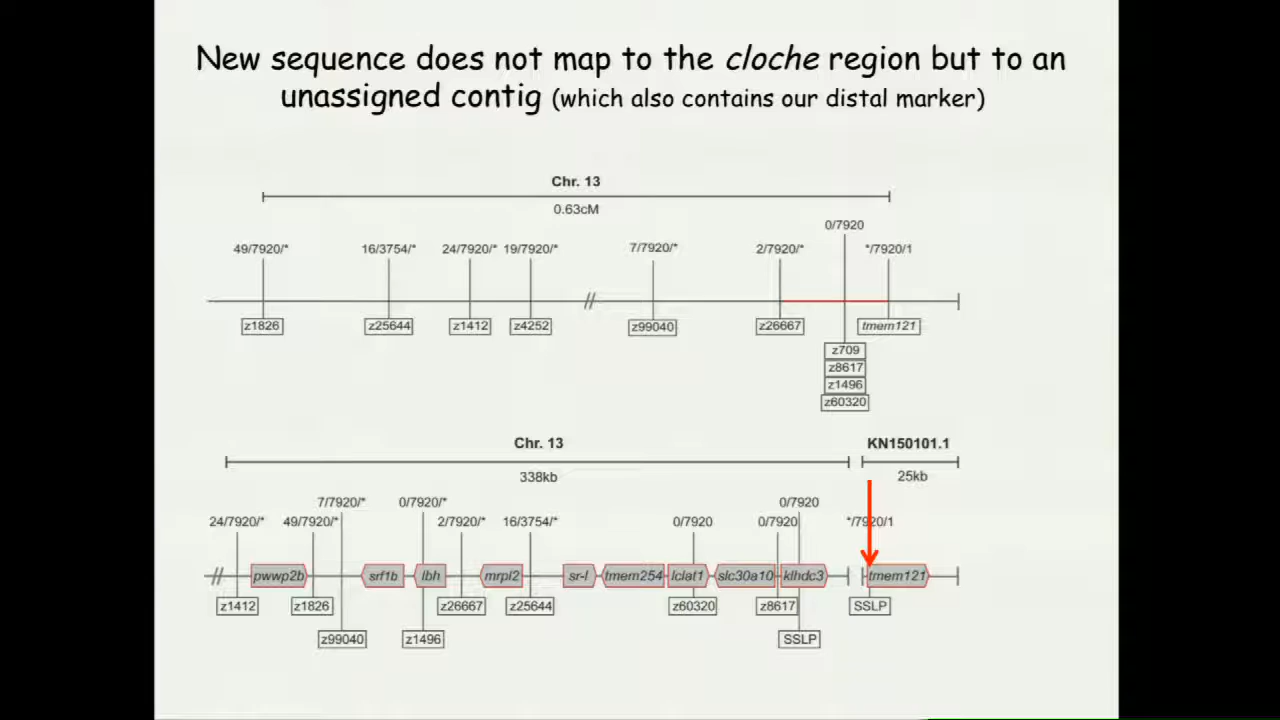 New sequence does not map to the cloche region but to an
unassigned contig (which also contains our distal marker)
Chr. 13
0.63cM
0/7920
49/7920/* 16/3754/* 24/7920/* 19/7920/* 7/7920/* 2/7920/* */7920/1
//
z1826 z25644 z1412 z4252 z99040 z26667 tmem121
z709
z8617
z1496
z60320
Chr. 13 KN150101.1
338kb 25kb
7/7920/* 0/7920/* 0/7920
24/7920/* 49/7920/* 2/7920/* 16/3754/* 0/7920 0/7920 */7920/1
// pwwp2b srf1b lbh mrpl2 sr-l tmem254 lclat1 slc30a10 klhdc3 tmem121
z1412 z1826 z26667 z25644 z60320 z8617 SSLP
z99040 z1496 SSLP